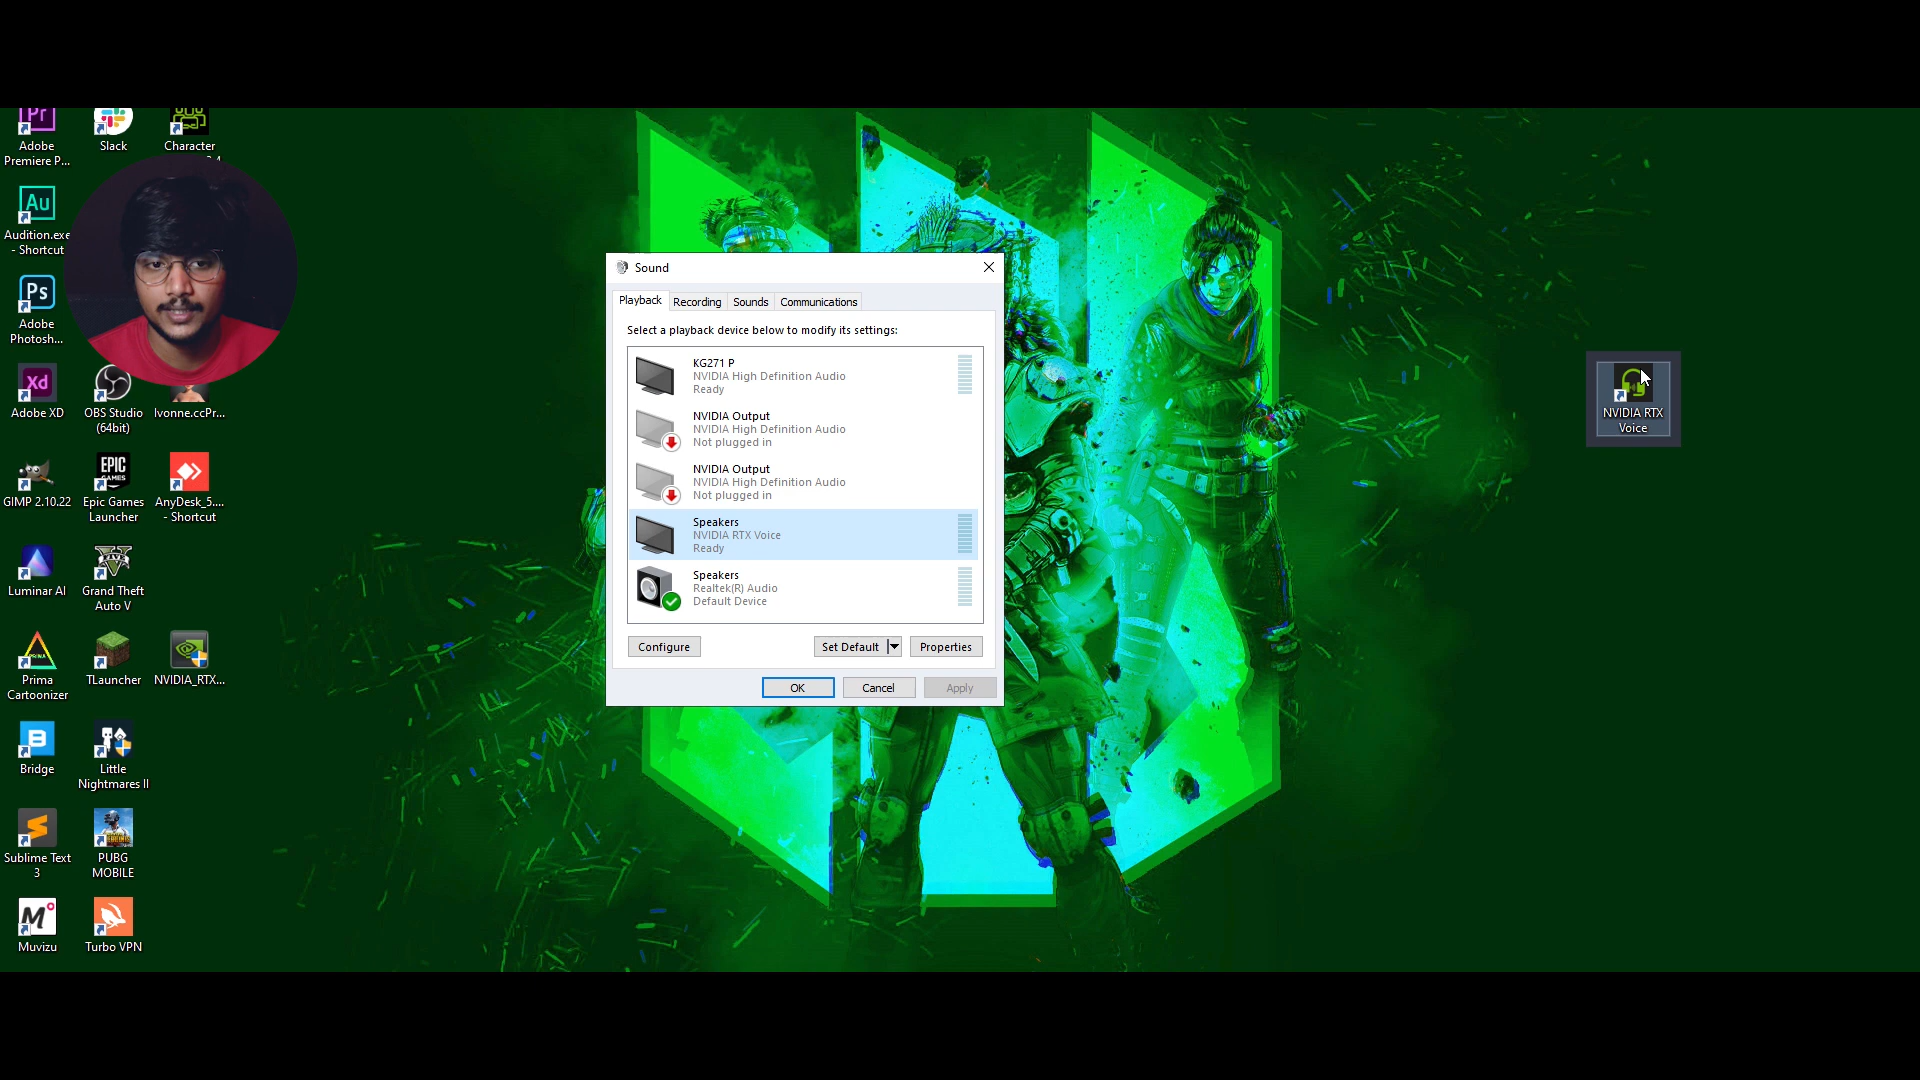 Adobe
Premiere P...
Slack
Character
Au
Audition.exe
- Shortcut
Ps
Adobe
Photosh...
Xd
Adobe XD
OBS Studio
(64bit)
Ivonne.ccPr...
GIMP 2.10.22
EPIC
GAMES
Epic Games
Launcher
AnyDesk_5....
- Shortcut
Luminar AI
Grand Theft
Auto V
Prima
Cartoonizer
TLauncher
NVIDIA_RTX...
Bridge
Little
Nightmares II
Sublime Text
3
PUBG
MOBILE
Muvizu
Turbo VPN
Sound
Playback
Recording
Sounds
Communications
Select a playback device below to modify its settings:
KG271 P
NVIDIA High Definition Audio
Ready
NVIDIA Output
NVIDIA High Definition Audio
Not plugged in
NVIDIA Output
NVIDIA High Definition Audio
Not plugged in
Speakers
NVIDIA RTX Voice
Ready
Speakers
Realtek(R) Audio
Default Device
Configure
Set Default
Properties
OK
Cancel
Apply
NVIDIA RTX
Voice